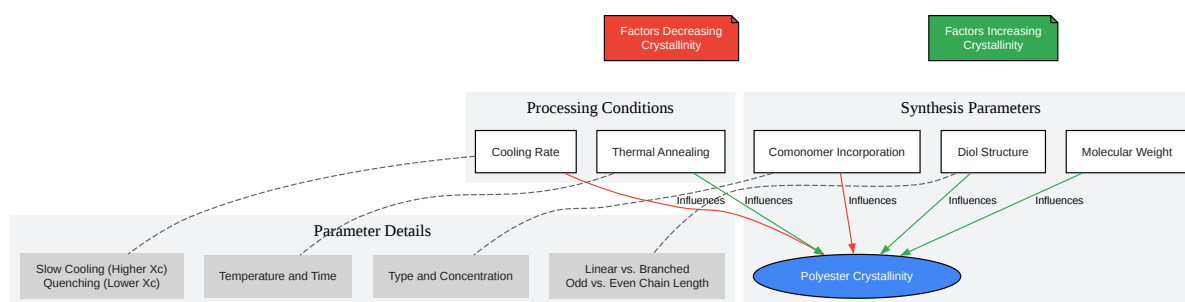 Factors Decreasing
Crystallinity
Factors Increasing
Crystallinity
Processing Conditions
Synthesis Parameters
Cooling Rate
Thermal Annealing
Comonomer Incorporation
Diol Structure
Molecular Weight
Influences
Influences
Influences
Influences
Influences
Parameter Details
Slow Cooling (Higher Xc)
Quenching (Lower Xc)
Temperature and Time
Type and Concentration
Linear vs. Branched
Odd vs. Even Chain Length
Polyester Crystallinity